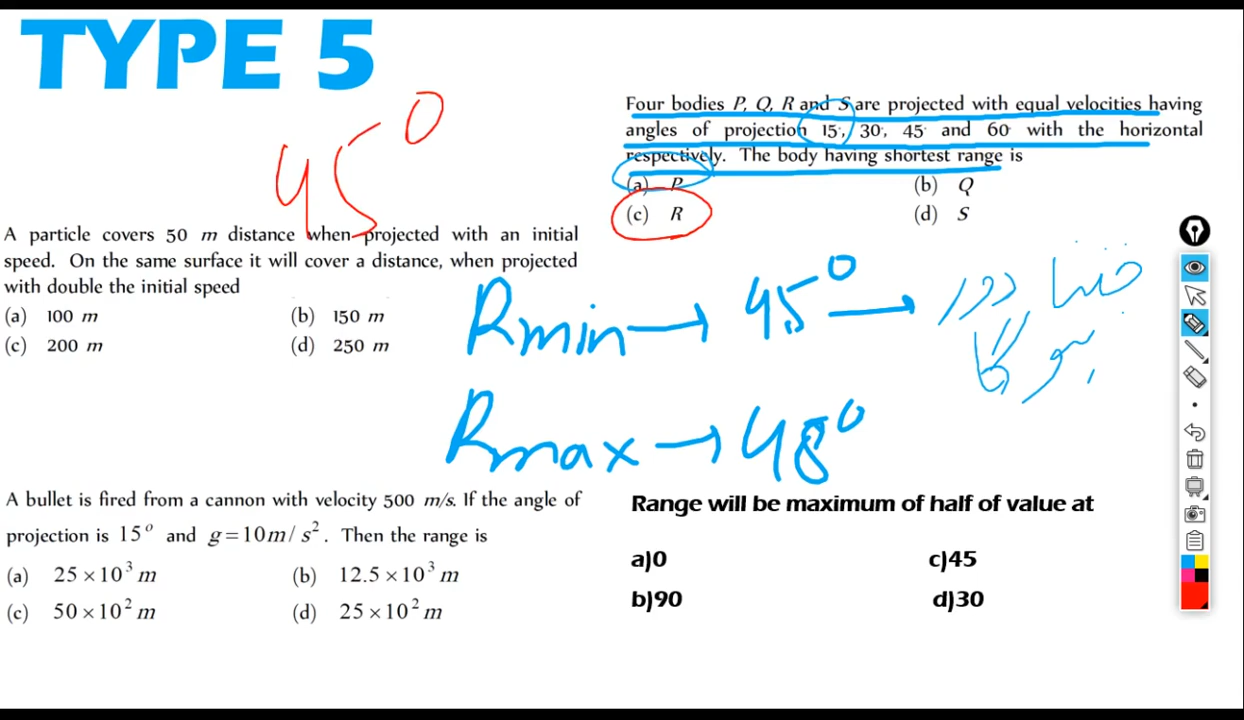 TYPE 5
45°
A particle covers 50 m distance when projected with an initial
speed. On the same surface it will cover a distance, when projected
with double the initial speed
(a) 100 m (b) 150 m
(c) 200 m (d) 250 m
Four bodies P, Q, R and S are projected with equal velocities having
angles of projection 15°, 30°, 45° and 60° with the horizontal
respectively. The body having shortest range is
(a) P (b) Q
(c) R (d) S
Rmin → 45° → جتنا دور
ہو گا
Rmax → 48°
A bullet is fired from a cannon with velocity 500 m/s. If the angle of
projection is 15° and g=10m/s². Then the range is
(a) 25×10³ m (b) 12.5×10³ m
(c) 50×10² m (d) 25×10² m
Range will be maximum of half of value at
a)0 c)45
b)90 d)30